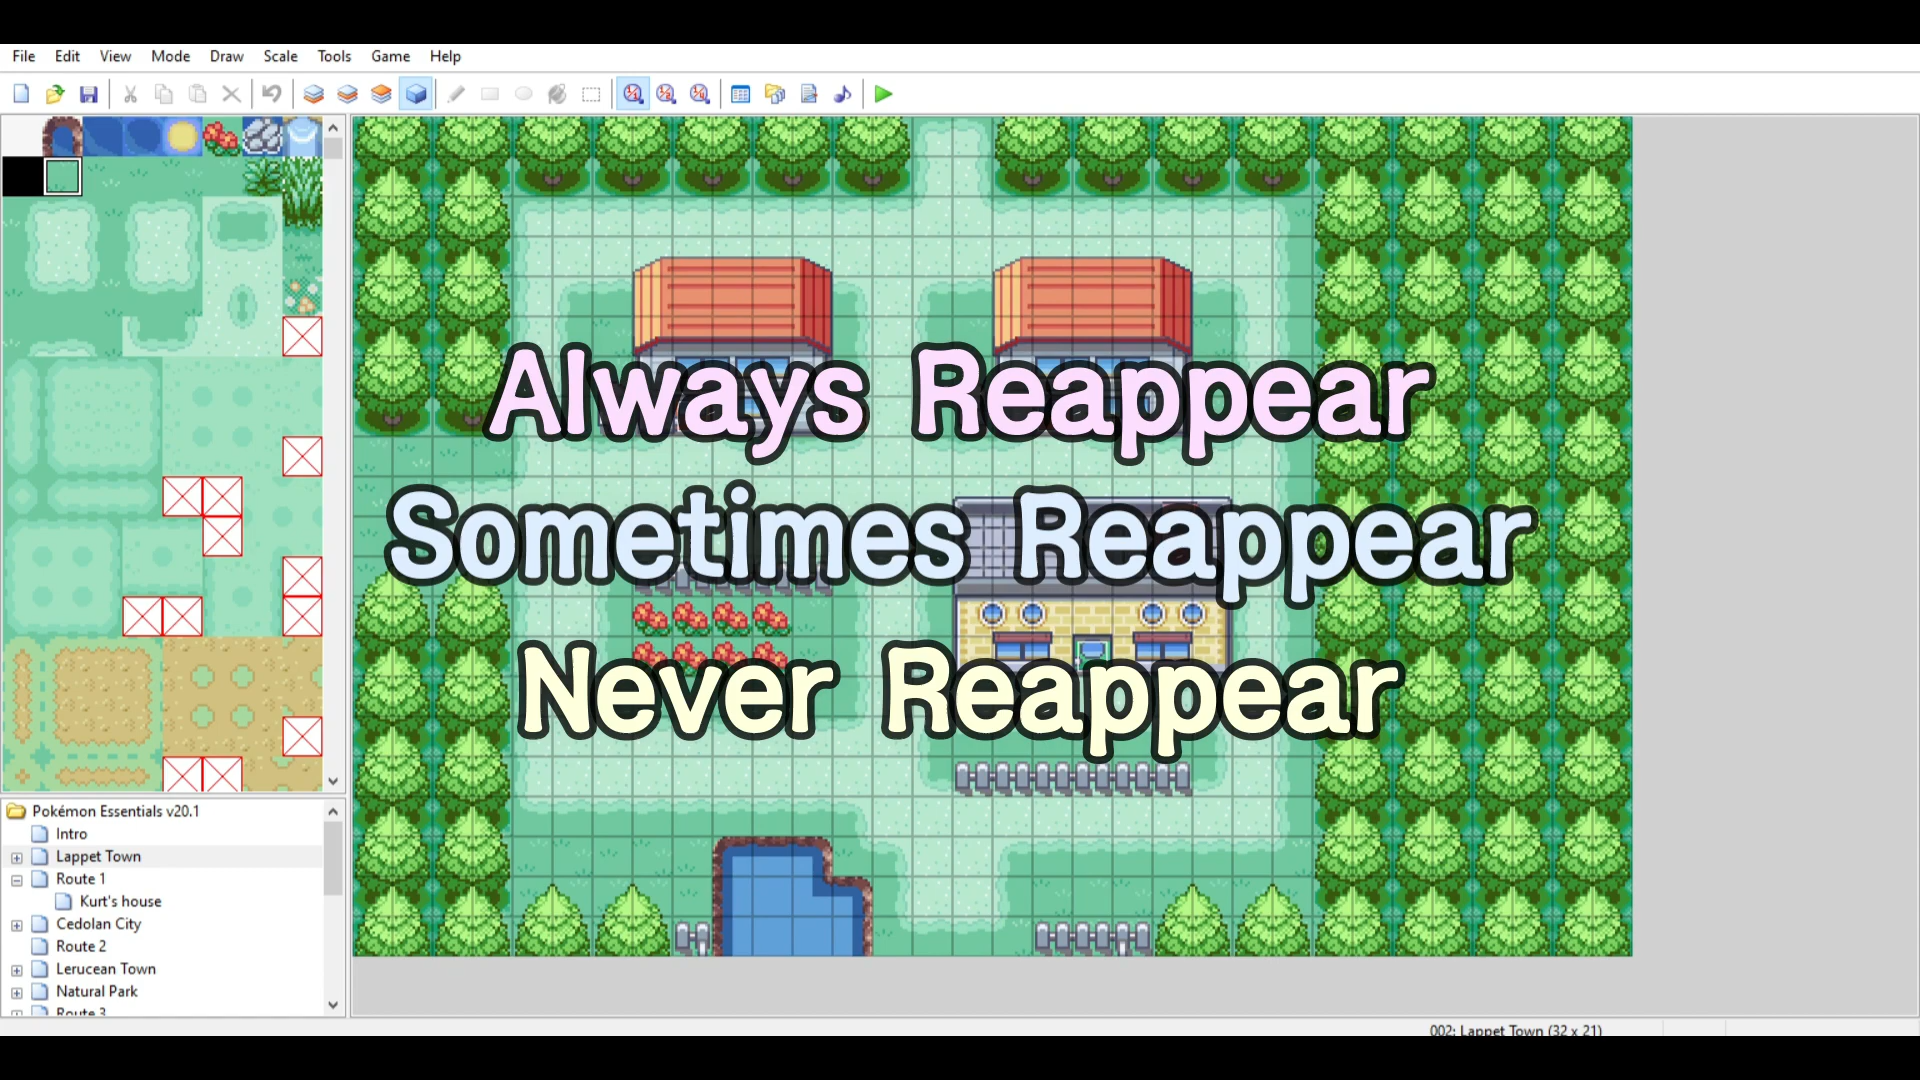 File Edit View Mode Draw Scale Tools Game Help
Always Reappear
Sometimes Reappear
Never Reappear
Pokémon Essentials v20.1
Intro
Lappet Town
Route 1
Kurt's house
Cedolan City
Route 2
Lerucean Town
Natural Park
Route 3
002: Lappet Town (32 x 21)